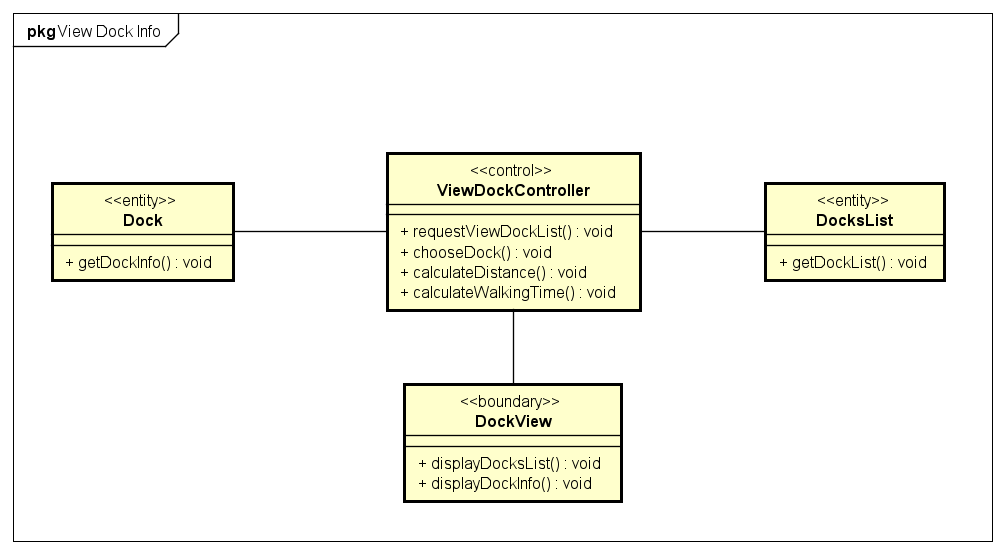 pkg View Dock Info
<<control>>
ViewDockController
+ requestViewDockList() : void
+ chooseDock() : void
+ calculateDistance() : void
+ calculateWalkingTime() : void
<<entity>>
Dock
+ getDockInfo() : void
<<entity>>
DocksList
+ getDockList() : void
<<boundary>>
DockView
+ displayDocksList() : void
+ displayDockInfo() : void